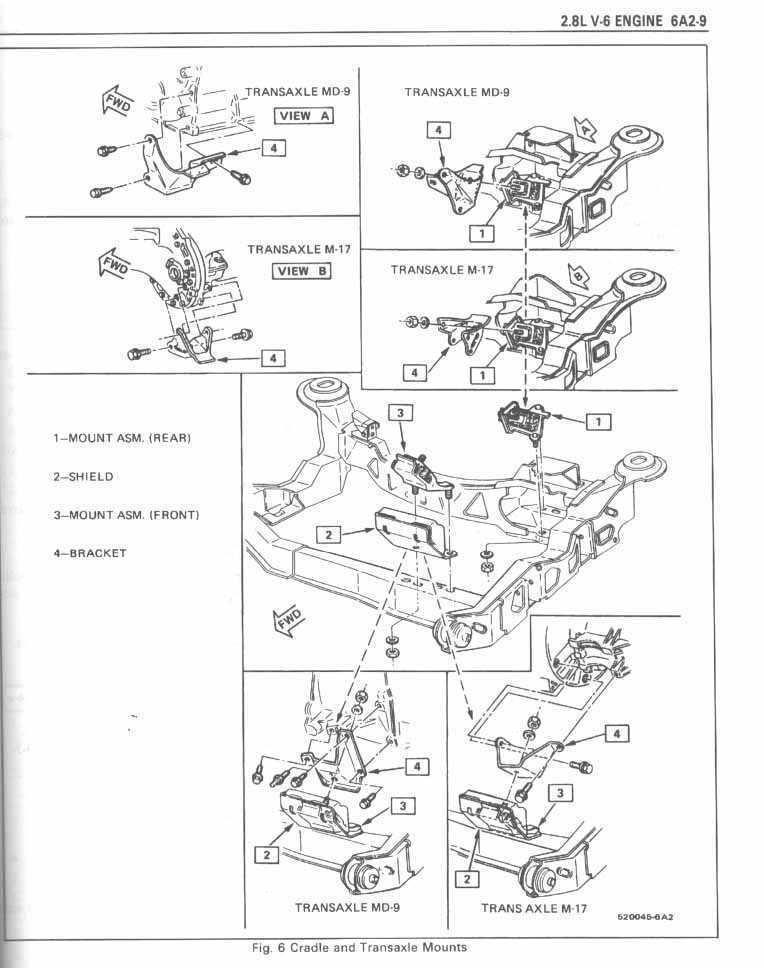 2.8L V-6 ENGINE 6A2-9
FWD
TRANSAXLE MD-9
VIEW A
4
TRANSAXLE MD-9
4
A
1
FWD
TRANSAXLE M-17
VIEW B
4
TRANSAXLE M-17
B
4
1
1—MOUNT ASM. (REAR)
2—SHIELD
3—MOUNT ASM. (FRONT)
4—BRACKET
3
1
2
FWD
4
3
2
TRANSAXLE MD-9
4
3
2
TRANS AXLE M-17
520045-6A2
Fig. 6 Cradle and Transaxle Mounts